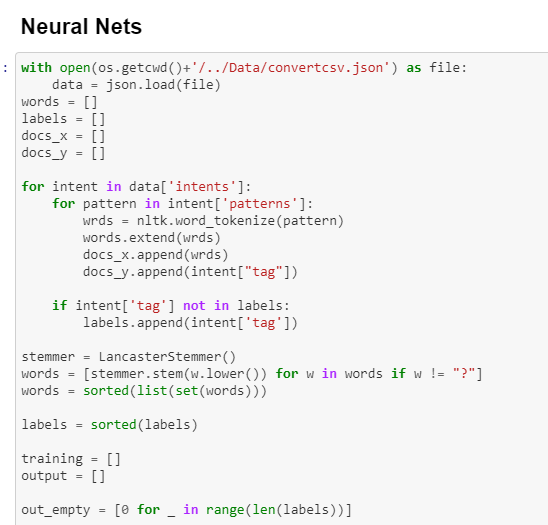 Neural Nets
: with open(os.getcwd()+'/../Data/convertcsv.json') as file:
    data = json.load(file)
words = []
labels = []
docs_x = []
docs_y = []

for intent in data['intents']:
    for pattern in intent['patterns']:
        wrds = nltk.word_tokenize(pattern)
        words.extend(wrds)
        docs_x.append(wrds)
        docs_y.append(intent["tag"])

    if intent['tag'] not in labels:
        labels.append(intent['tag'])

stemmer = LancasterStemmer()
words = [stemmer.stem(w.lower()) for w in words if w != "?"]
words = sorted(list(set(words)))

labels = sorted(labels)

training = []
output = []

out_empty = [0 for _ in range(len(labels))]